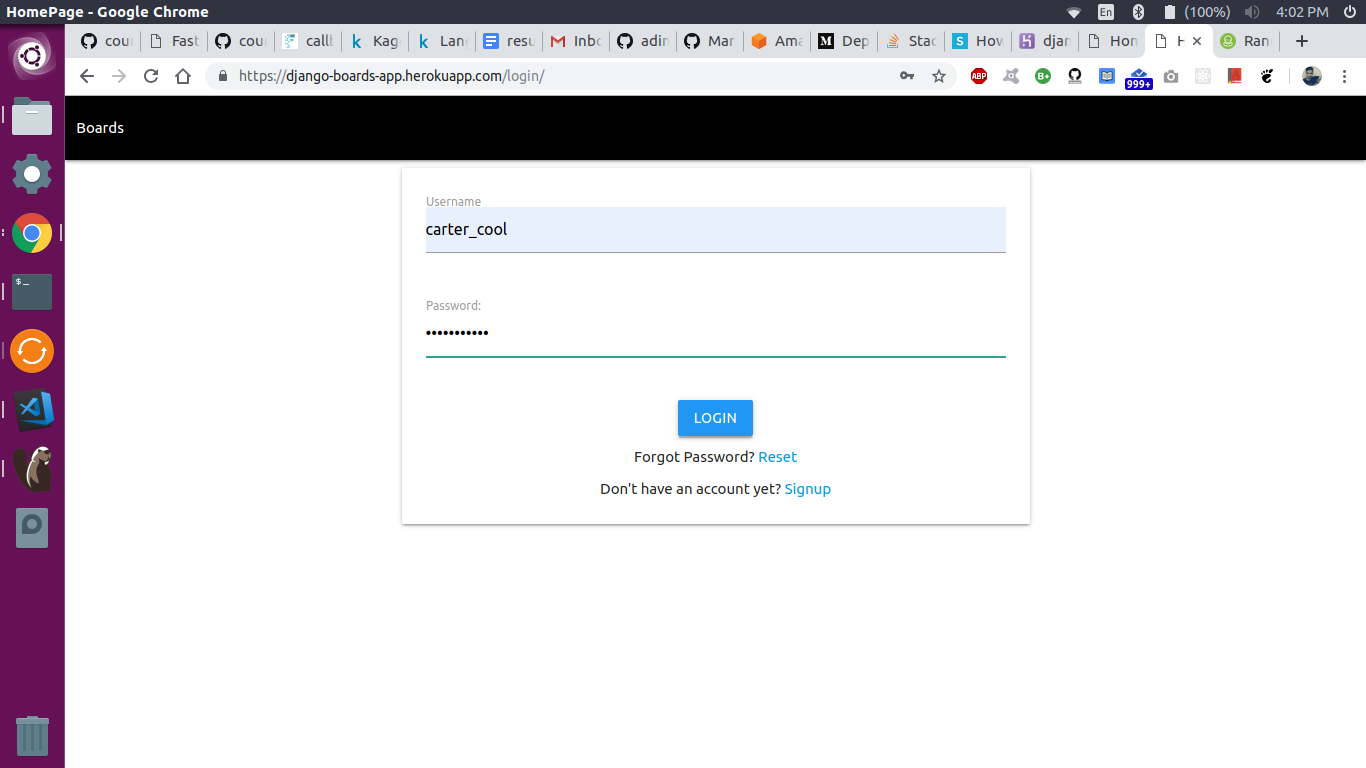 HomePage - Google Chrome
En (100%) 4:02 PM
cou Fast cou callb Kag Lan resu Inbo adin Mar Ama Dep Stac How djan Hon H Ran
https://django-boards-app.herokuapp.com/login/
ABP B+ 999+
Boards
Username
carter_cool
Password:
•••••••••••
LOGIN
Forgot Password? Reset
Don't have an account yet? Signup